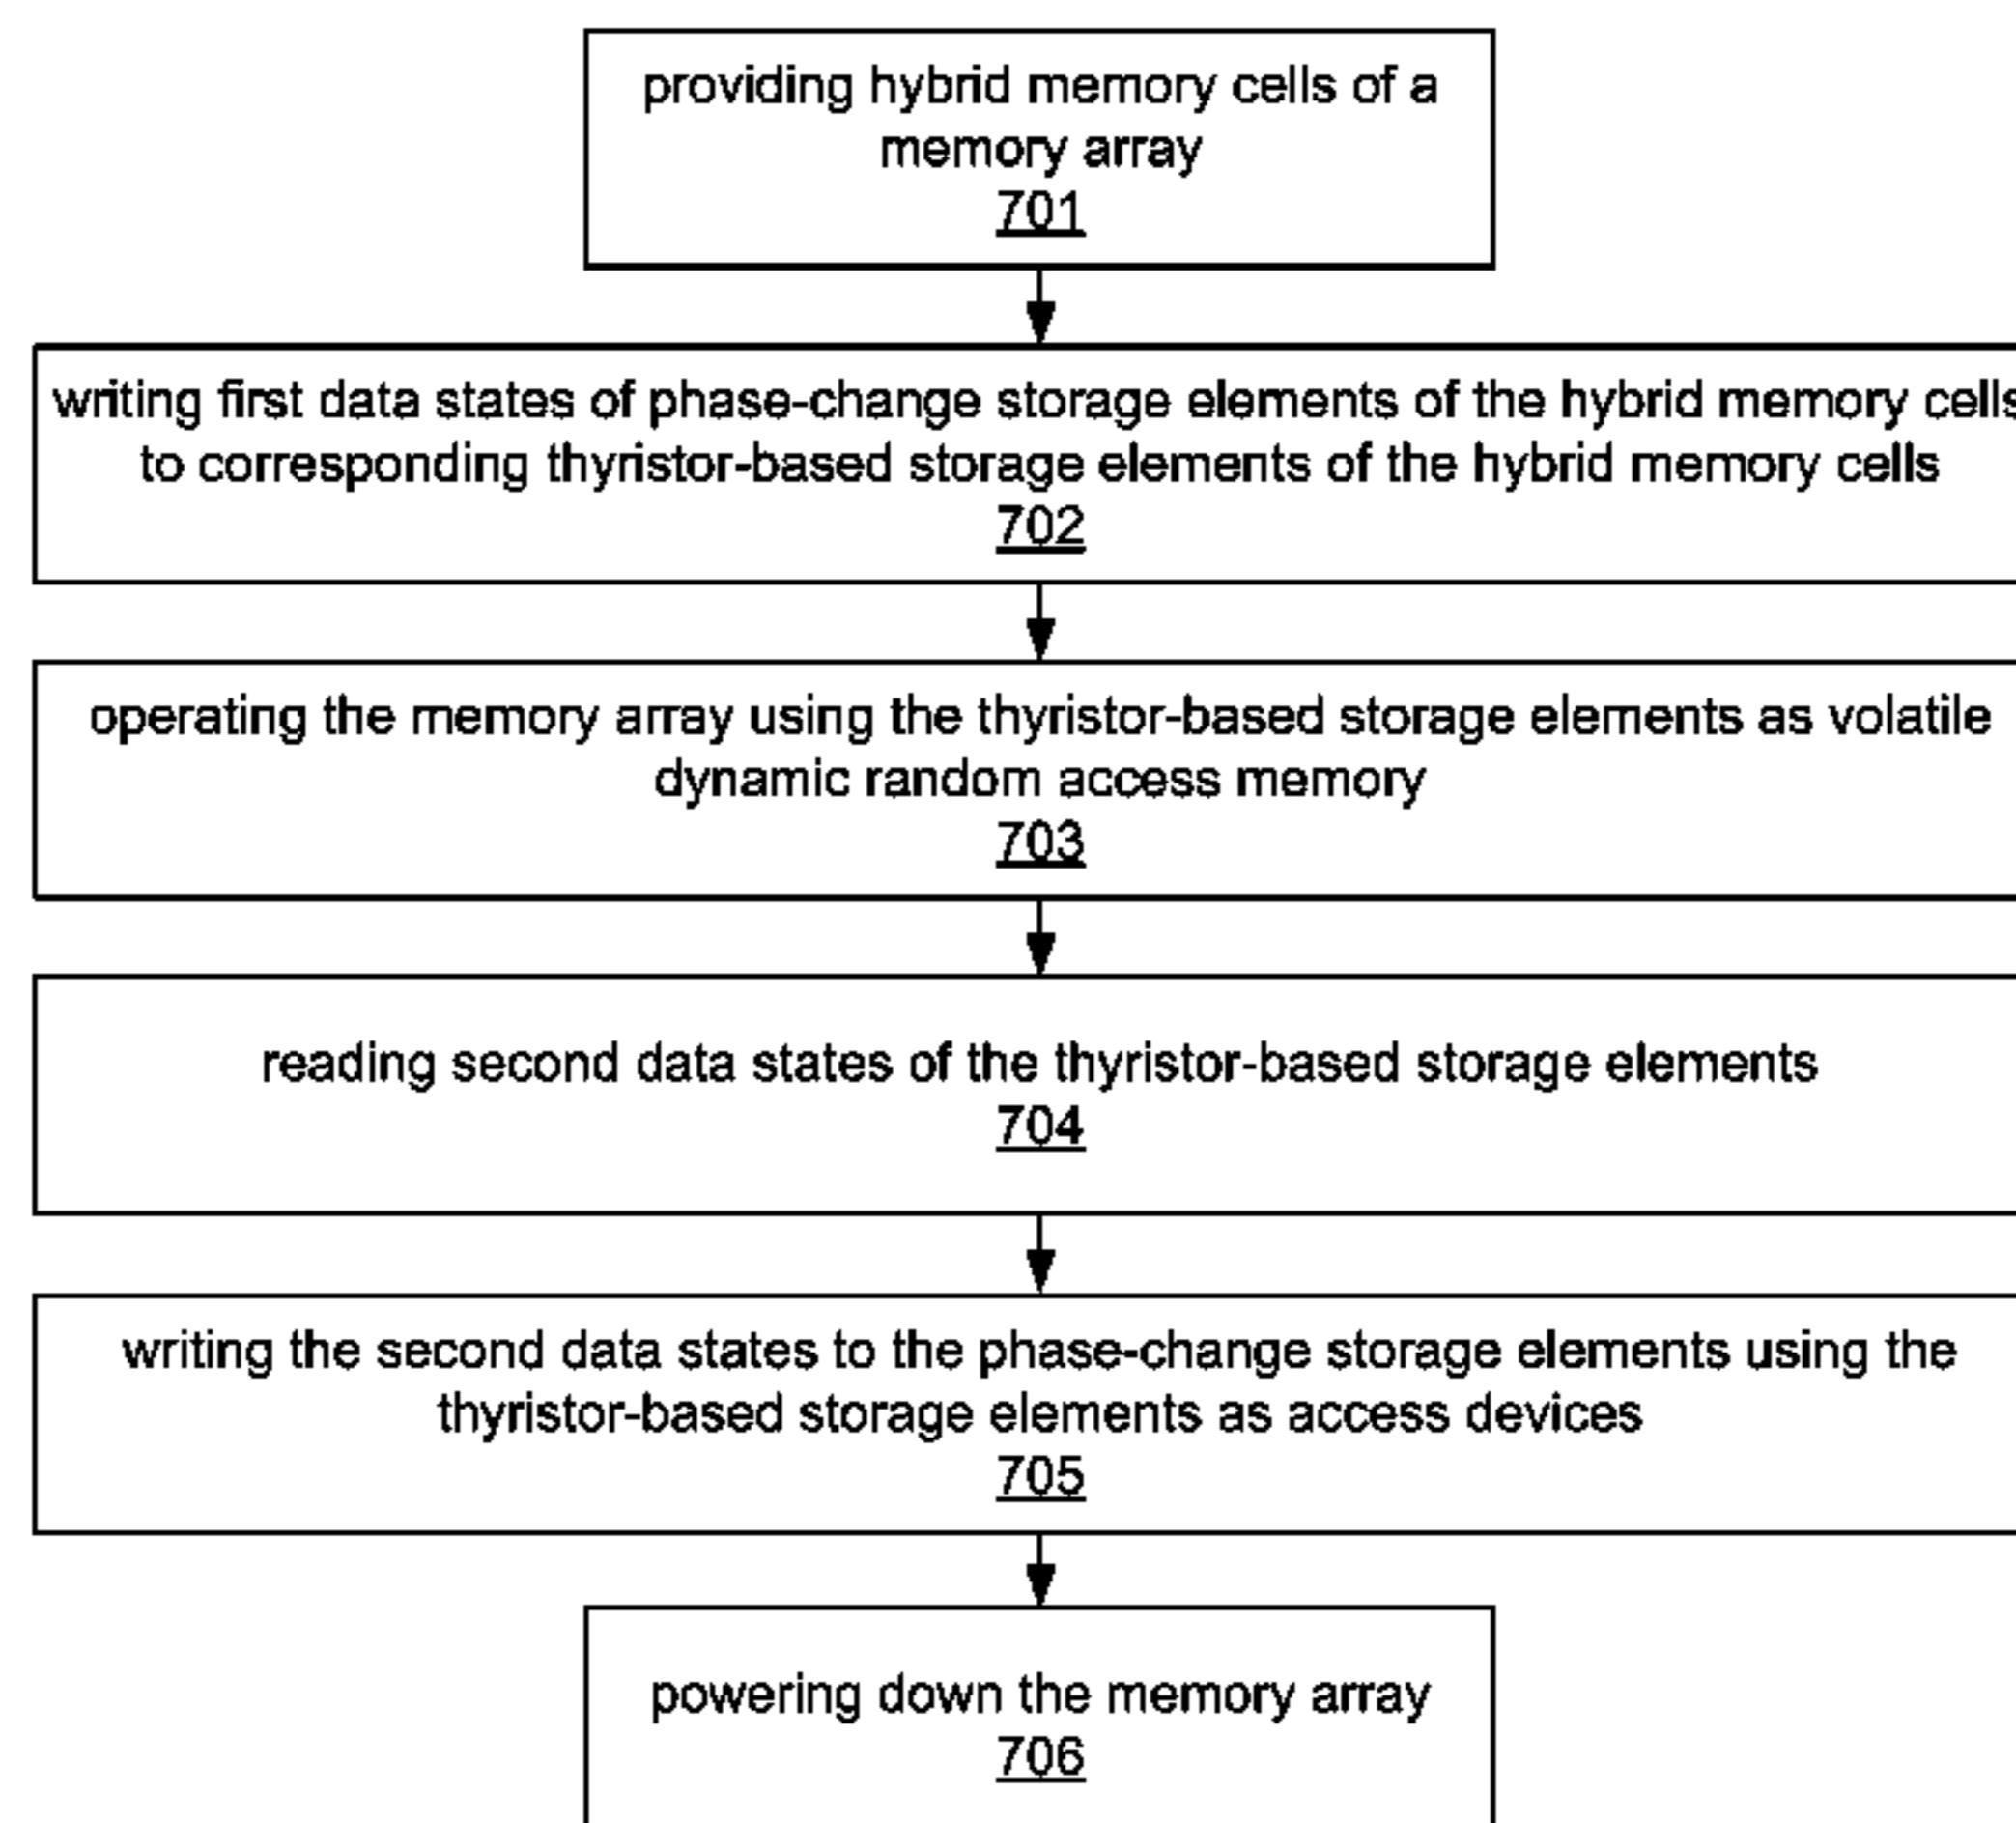 providing hybrid memory cells of a
memory array
701
writing first data states of phase-change storage elements of the hybrid memory cells
to corresponding thyristor-based storage elements of the hybrid memory cells
702
operating the memory array using the thyristor-based storage elements as volatile
dynamic random access memory
703
reading second data states of the thyristor-based storage elements
704
writing the second data states to the phase-change storage elements using the
thyristor-based storage elements as access devices
705
powering down the memory array
706